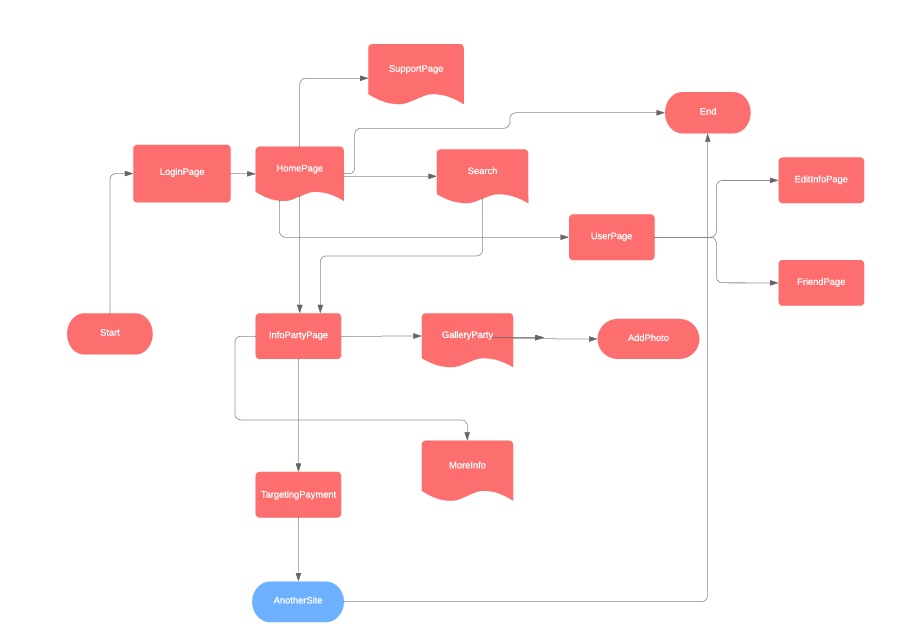 SupportPage
End
HomePage
Search
LoginPage
EditInfoPage
UserPage
FriendPage
Start
InfoPartyPage
GalleryParty
AddPhoto
MoreInfo
TargetingPayment
AnotherSite